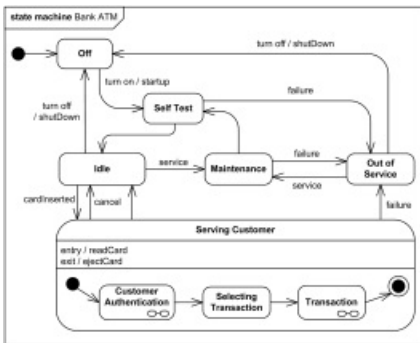 state machine Bank ATM
Off
turn off / shutDown
turn on / startup
turn off
/ shutDown
Self Test
failure
Idle
service
Maintenance
failure
service
Out of
Service
cardInserted
cancel
failure
Serving Customer
entry / readCard
exit / ejectCard
Customer
Authentication
Selecting
Transaction
Transaction